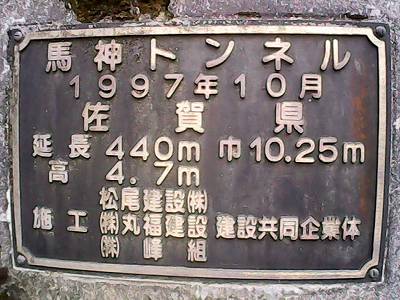 馬神トンネル
1997年10月
佐賀県
延長 440m 巾10.25m
高 4.7m
松尾建設㈱
施工 ㈱丸福建設 建設共同企業体
㈱峰組